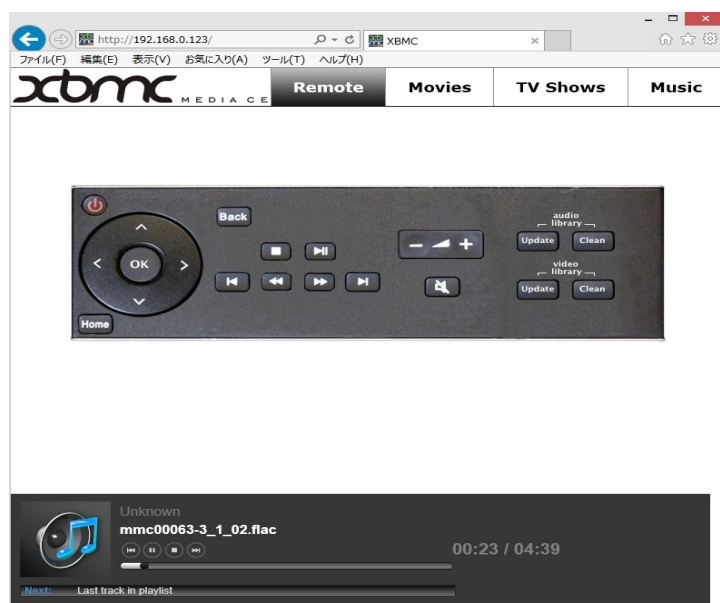 http://192.168.0.123/
XBMC
ファイル(F) 編集(E) 表示(V) お気に入り(A) ツール(T) ヘルプ(H)
xbmc MEDIA CE
Remote Movies TV Shows Music
Back
audio
library
Update Clean
OK
video
library
Update Clean
Home
Unknown
mmc00063-3_1_02.flac
00:23 / 04:39
Next: Last track in playlist